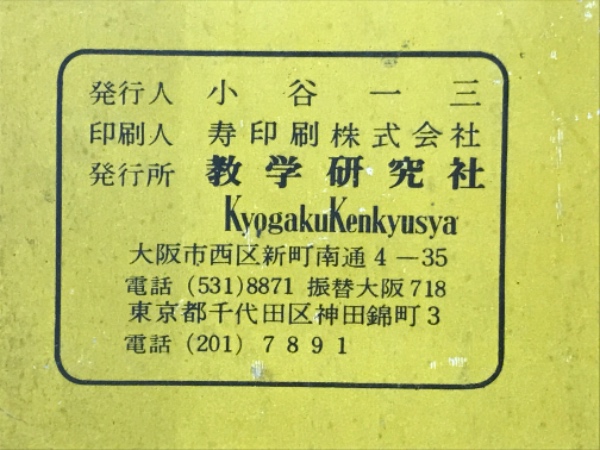 発行人 小谷一三
印刷人 寿印刷株式会社
発行所 教学研究社
KyogakuKenkyusya
大阪市西区新町南通4—35
電話(531)8871 振替大阪718
東京都千代田区神田錦町3
電話(201)7891